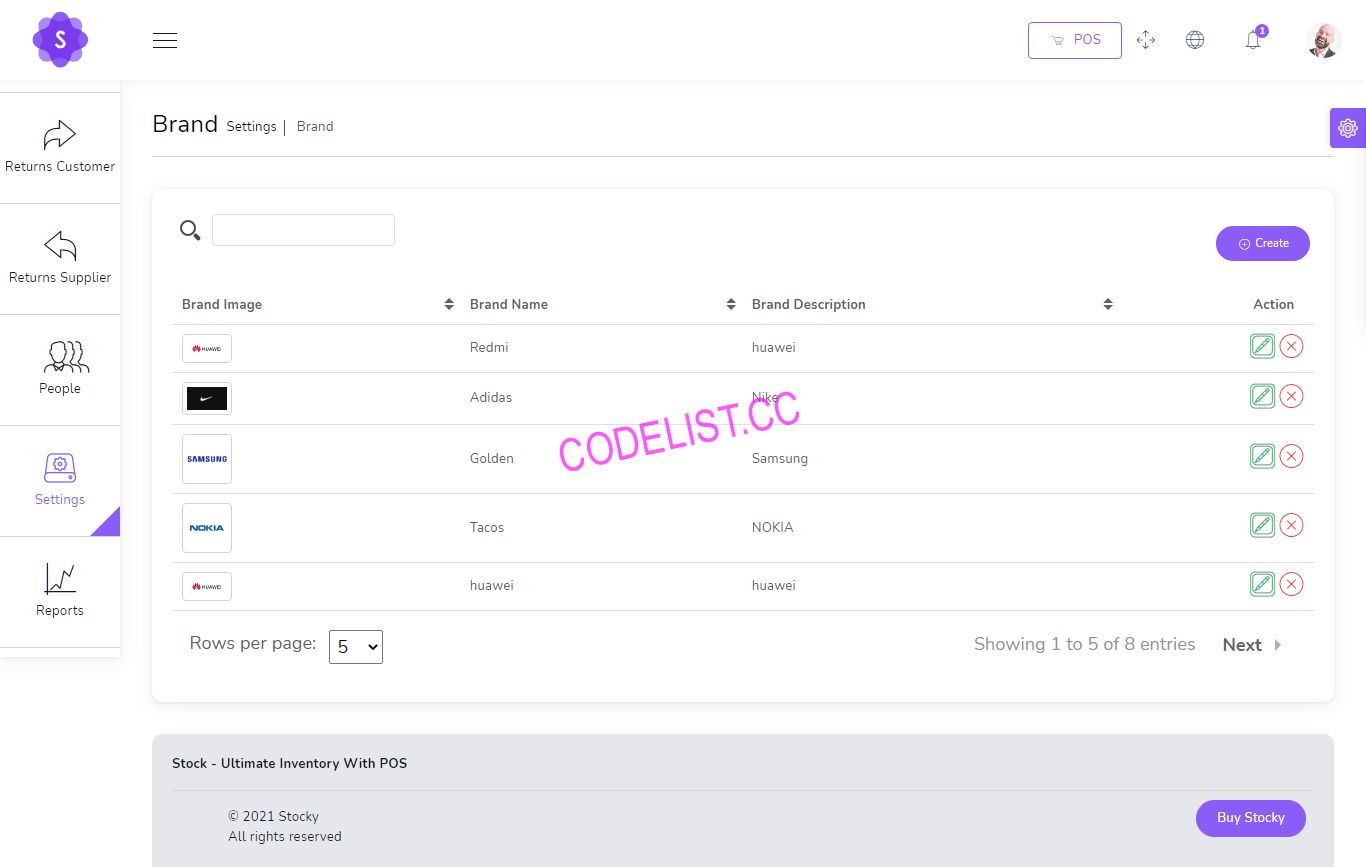 S
POS
1
Returns Customer
Returns Supplier
People
Settings
Reports
Brand Settings | Brand
Create
Brand Image Brand Name Brand Description Action
HUAWEI Redmi huawei
Adidas Nike
SAMSUNG Golden Samsung
NOKIA Tacos NOKIA
HUAWEI huawei huawei
CODELIST.CC
Rows per page: 5 Showing 1 to 5 of 8 entries Next
Stock - Ultimate Inventory With POS
© 2021 Stocky
All rights reserved
Buy Stocky